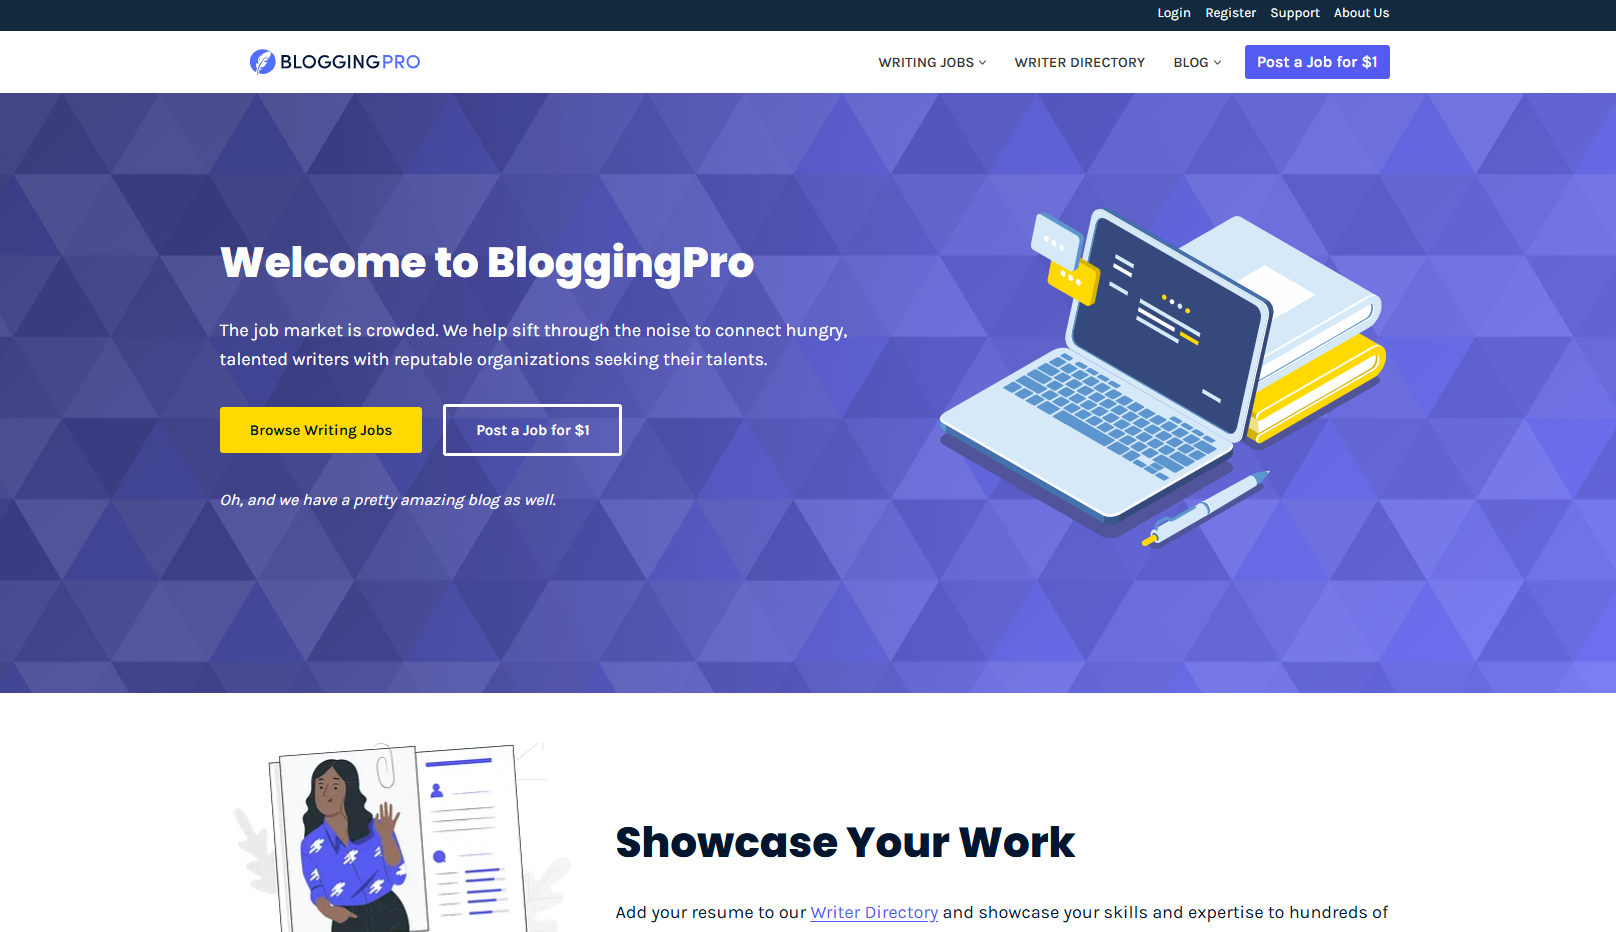 Login Register Support About Us
BLOGGINGPRO
WRITING JOBS WRITER DIRECTORY BLOG Post a Job for $1
Welcome to BloggingPro
The job market is crowded. We help sift through the noise to connect hungry,
talented writers with reputable organizations seeking their talents.
Browse Writing Jobs Post a Job for $1
Oh, and we have a pretty amazing blog as well.
Showcase Your Work
Add your resume to our Writer Directory and showcase your skills and expertise to hundreds of